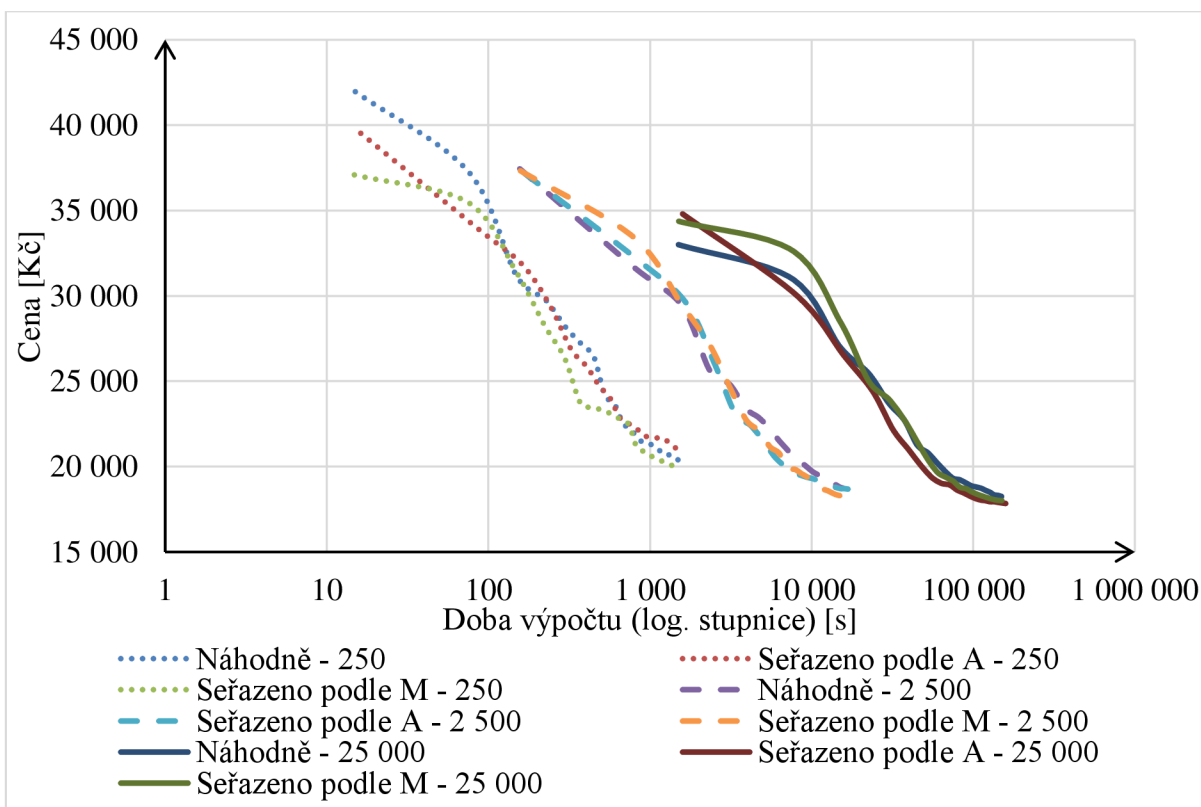 45 000
40 000
35 000
30 000
25 000
20 000
15 000
Cena [Kč]
1 10 100 1 000 10 000 100 000 1 000 000
Doba výpočtu (log. stupnice) [s]
Náhodně - 250 Seřazeno podle A - 250
Seřazeno podle M - 250 Náhodně - 2 500
Seřazeno podle A - 2 500 Seřazeno podle M - 2 500
Náhodně - 25 000 Seřazeno podle A - 25 000
Seřazeno podle M - 25 000